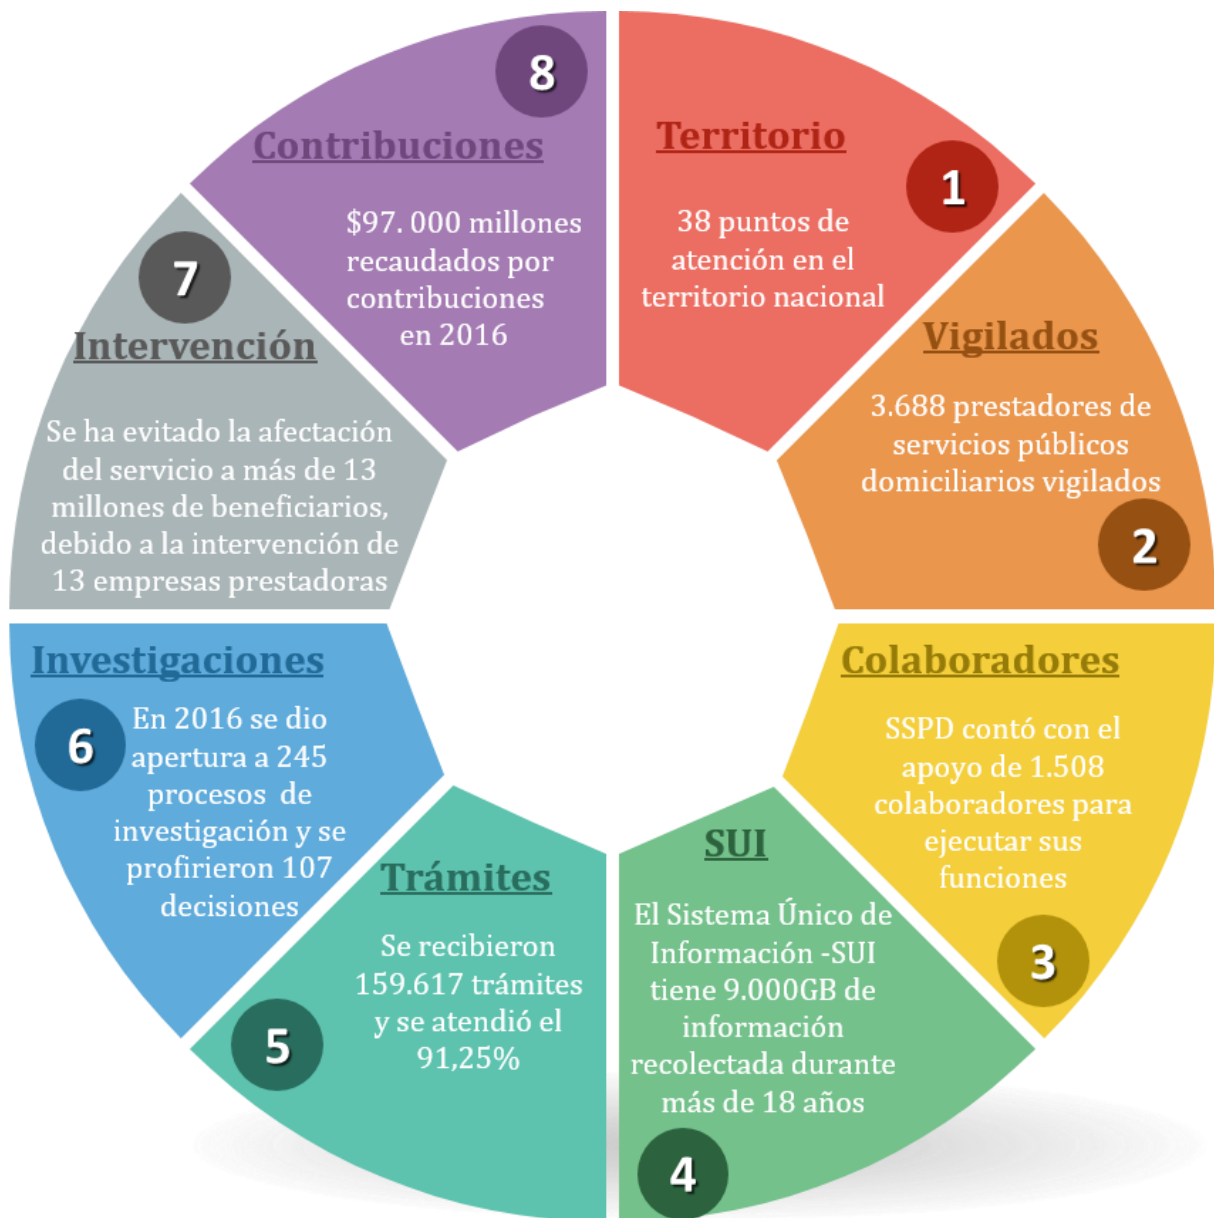 1
Territorio
38 puntos de
atención en el
territorio nacional
2
Vigilados
3.688 prestadores de
servicios públicos
domiciliarios vigilados
3
Colaboradores
SSPD contó con el
apoyo de 1.508
colaboradores para
ejecutar sus
funciones
4
SUI
El Sistema Único de
Información -SUI
tiene 9.000GB de
información
recolectada durante
más de 18 años
5
Trámites
Se recibieron
159.617 trámites
y se atendió el
91,25%
6
Investigaciones
En 2016 se dio
apertura a 245
procesos de
investigación y se
profirieron 107
decisiones
7
Intervención
Se ha evitado la afectación
del servicio a más de 13
millones de beneficiarios,
debido a la intervención de
13 empresas prestadoras
8
Contribuciones
$97. 000 millones
recaudados por
contribuciones
en 2016